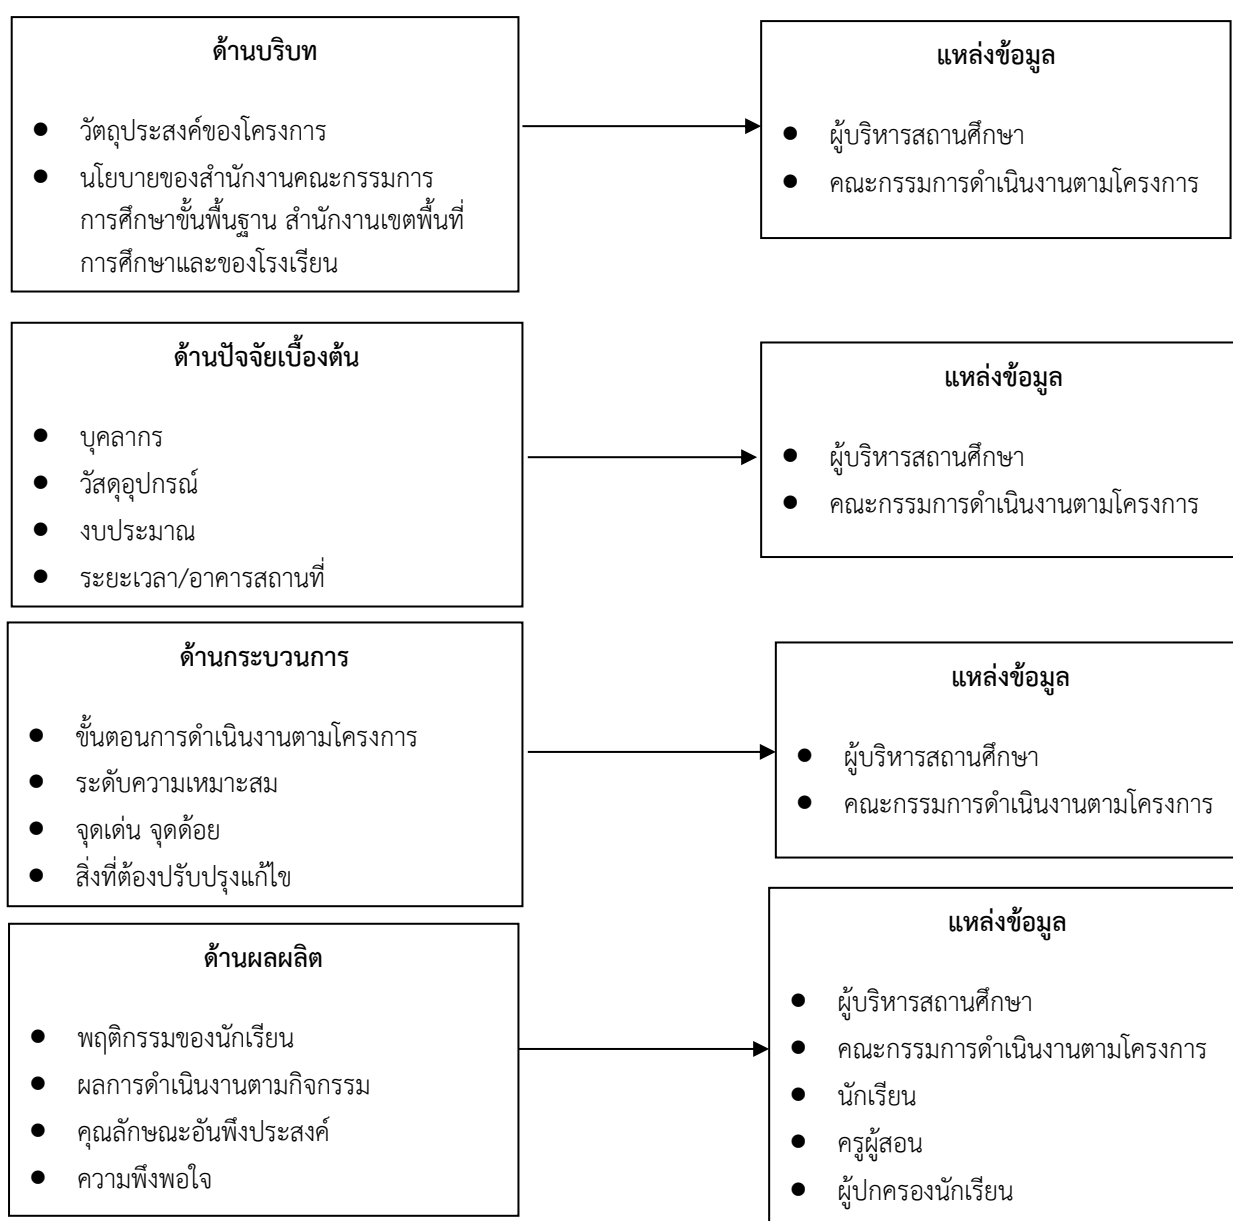 ด้านบริบท
● วัตถุประสงค์ของโครงการ
● นโยบายของสำนักงานคณะกรรมการ
การศึกษาขั้นพื้นฐาน สำนักงานเขตพื้นที่
การศึกษาและของโรงเรียน
แหล่งข้อมูล
● ผู้บริหารสถานศึกษา
● คณะกรรมการดำเนินงานตามโครงการ
ด้านปัจจัยเบื้องต้น
● บุคลากร
● วัสดุอุปกรณ์
● งบประมาณ
● ระยะเวลา/อาคารสถานที่
แหล่งข้อมูล
● ผู้บริหารสถานศึกษา
● คณะกรรมการดำเนินงานตามโครงการ
ด้านกระบวนการ
● ขั้นตอนการดำเนินงานตามโครงการ
● ระดับความเหมาะสม
● จุดเด่น จุดด้อย
● สิ่งที่ต้องปรับปรุงแก้ไข
แหล่งข้อมูล
● ผู้บริหารสถานศึกษา
● คณะกรรมการดำเนินงานตามโครงการ
ด้านผลผลิต
● พฤติกรรมของนักเรียน
● ผลการดำเนินงานตามกิจกรรม
● คุณลักษณะอันพึงประสงค์
● ความพึงพอใจ
แหล่งข้อมูล
● ผู้บริหารสถานศึกษา
● คณะกรรมการดำเนินงานตามโครงการ
● นักเรียน
● ครูผู้สอน
● ผู้ปกครองนักเรียน